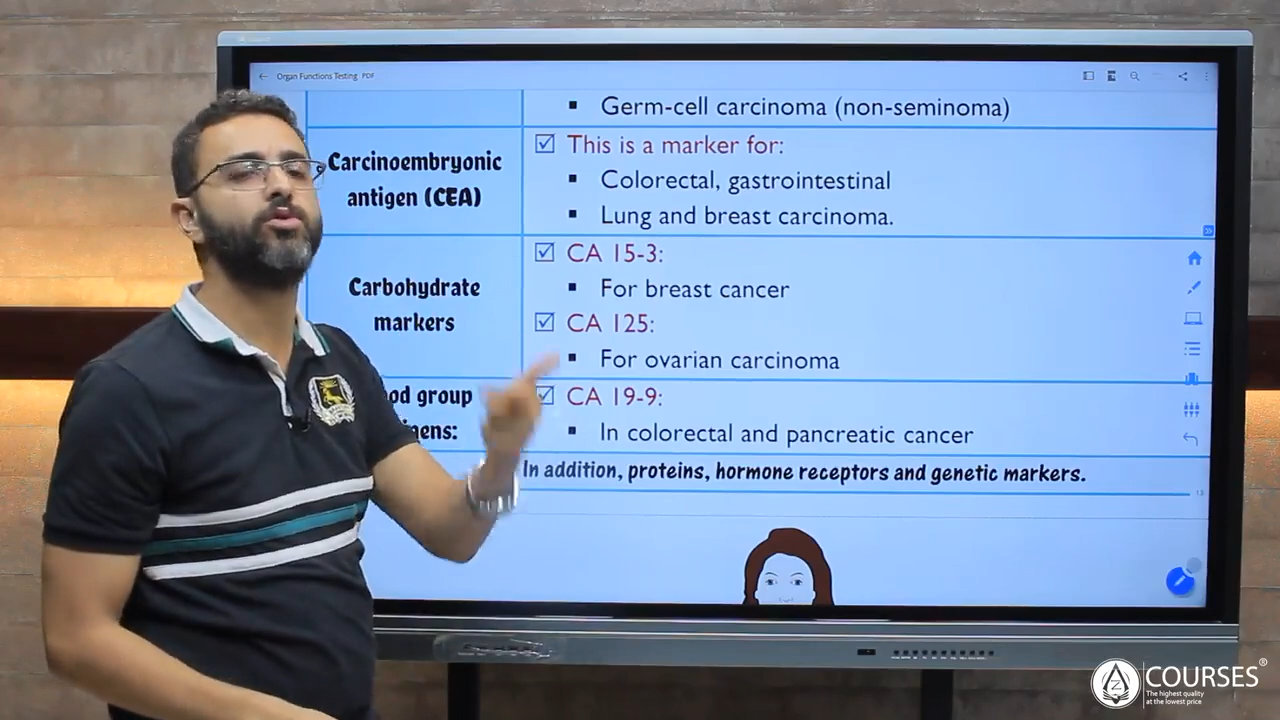 Organ Functions Testing PDF
Germ-cell carcinoma (non-seminoma)
Carcinoembryonic
antigen (CEA)
This is a marker for:
Colorectal, gastrointestinal
Lung and breast carcinoma.
Carbohydrate
markers
CA 15-3:
For breast cancer
CA 125:
For ovarian carcinoma
od group
ens:
CA 19-9:
In colorectal and pancreatic cancer
In addition, proteins, hormone receptors and genetic markers.
13
Z COURSES®
The highest quality
at the lowest price